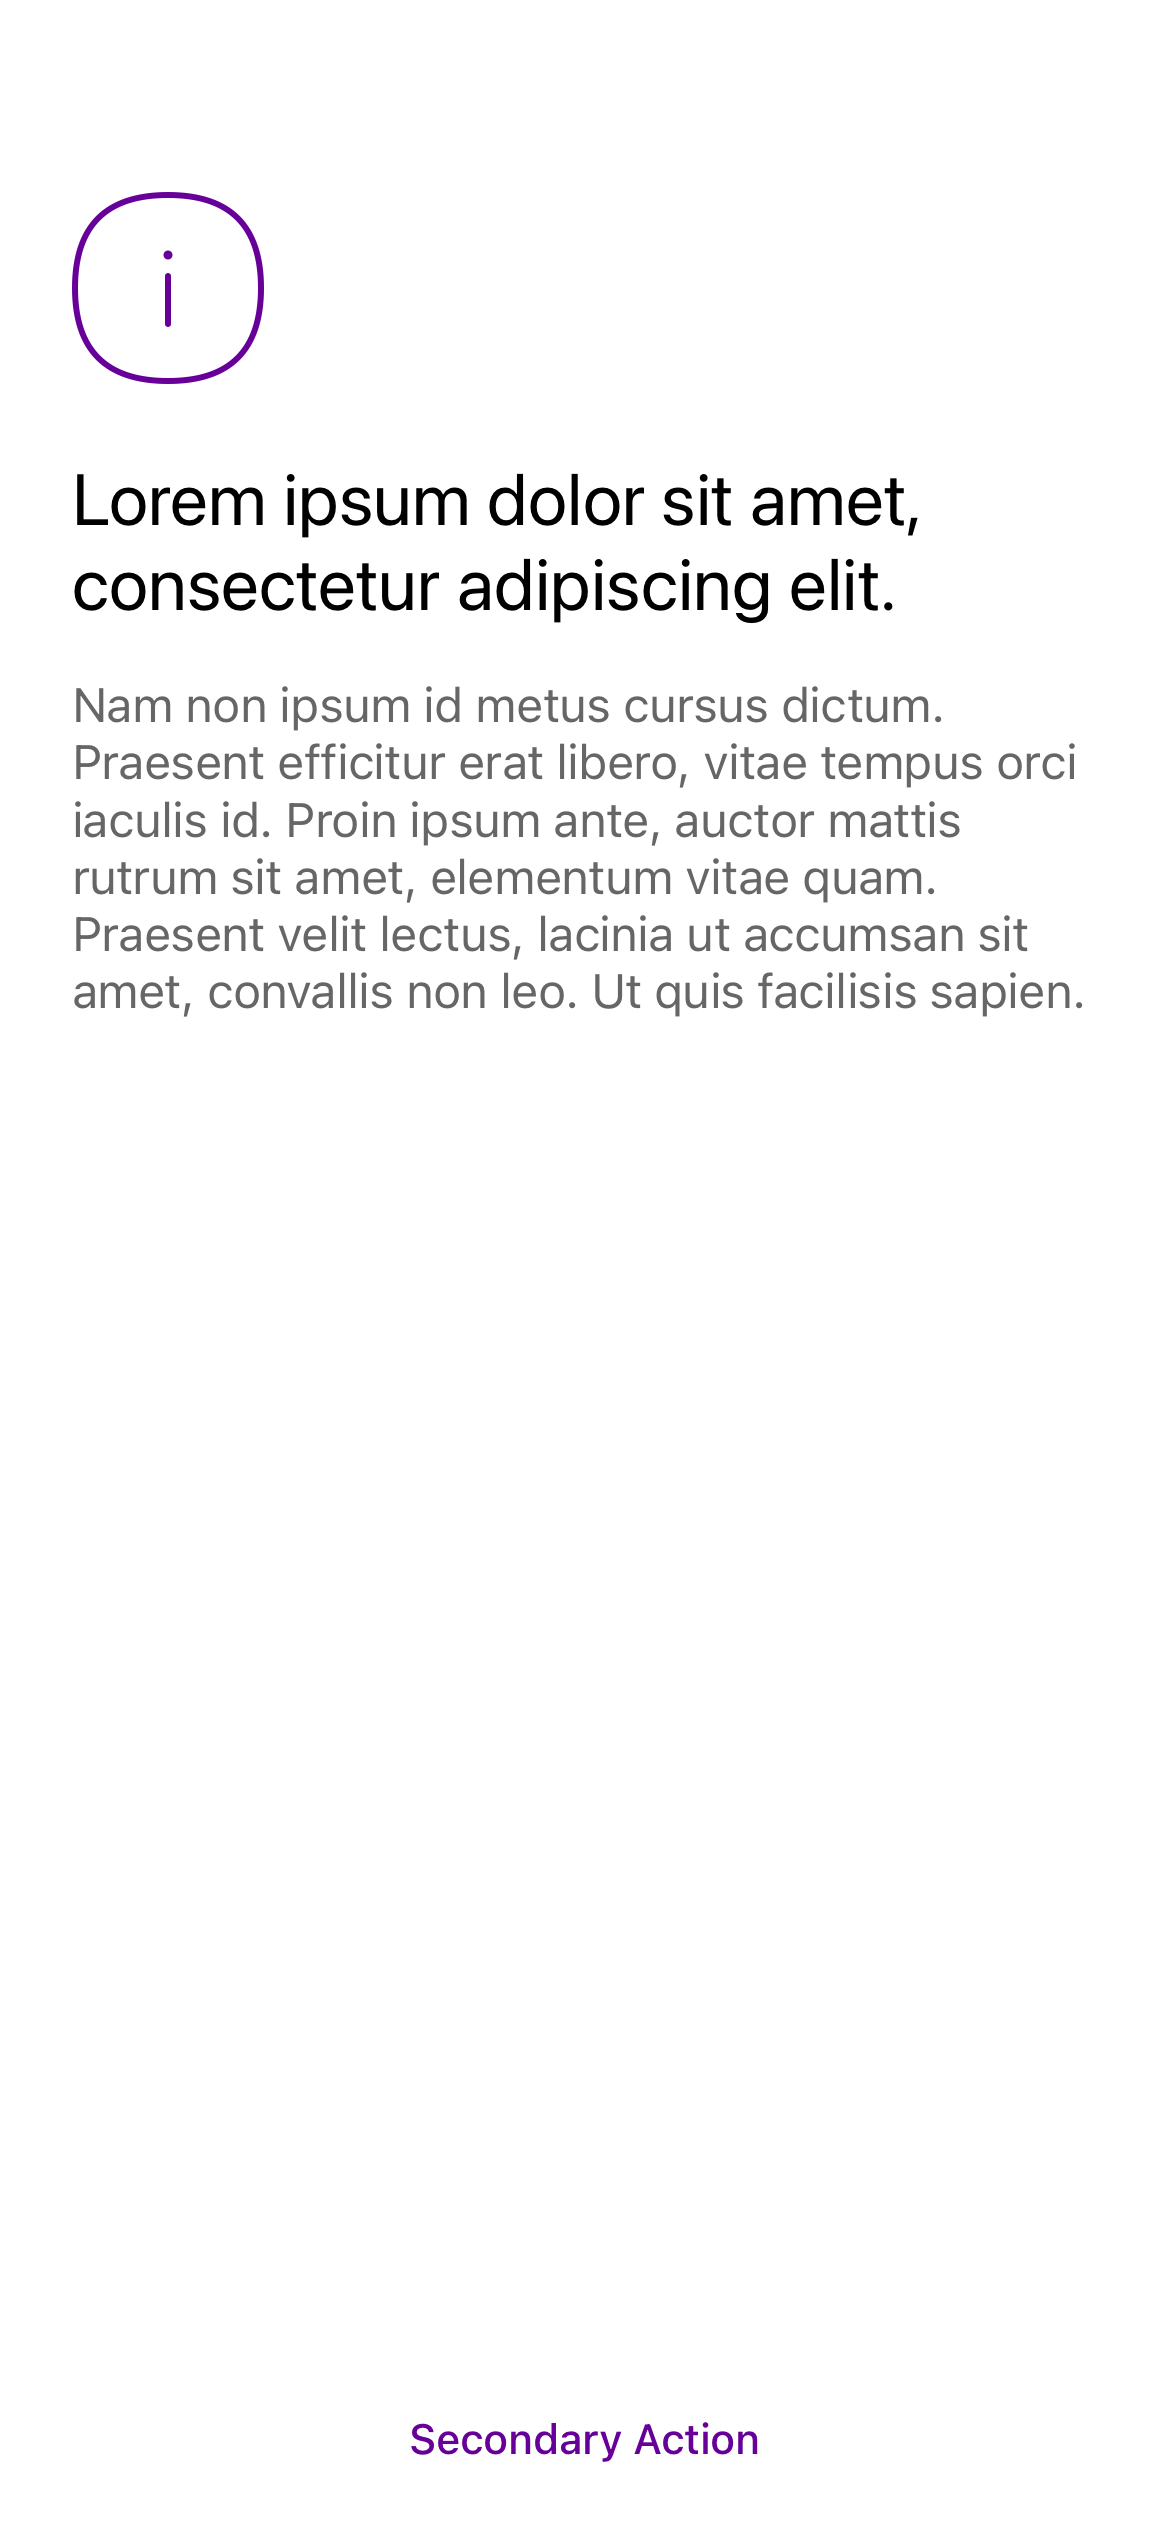 Lorem ipsum dolor sit amet,
consectetur adipiscing elit.
Nam non ipsum id metus cursus dictum.
Praesent efficitur erat libero, vitae tempus orci
iaculis id. Proin ipsum ante, auctor mattis
rutrum sit amet, elementum vitae quam.
Praesent velit lectus, lacinia ut accumsan sit
amet, convallis non leo. Ut quis facilisis sapien.
Secondary Action